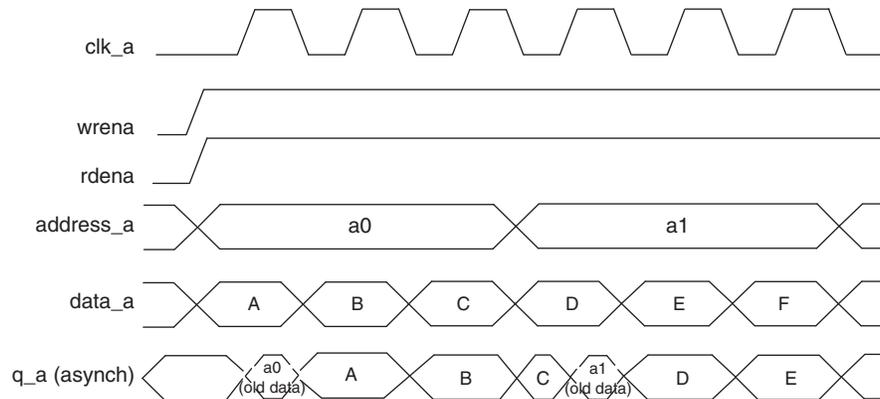 clk_a
wrena
rdena
address_a a0 a1
data_a A B C D E F
q_a (asynch) a0 (old data) A B C a1 (old data) D E